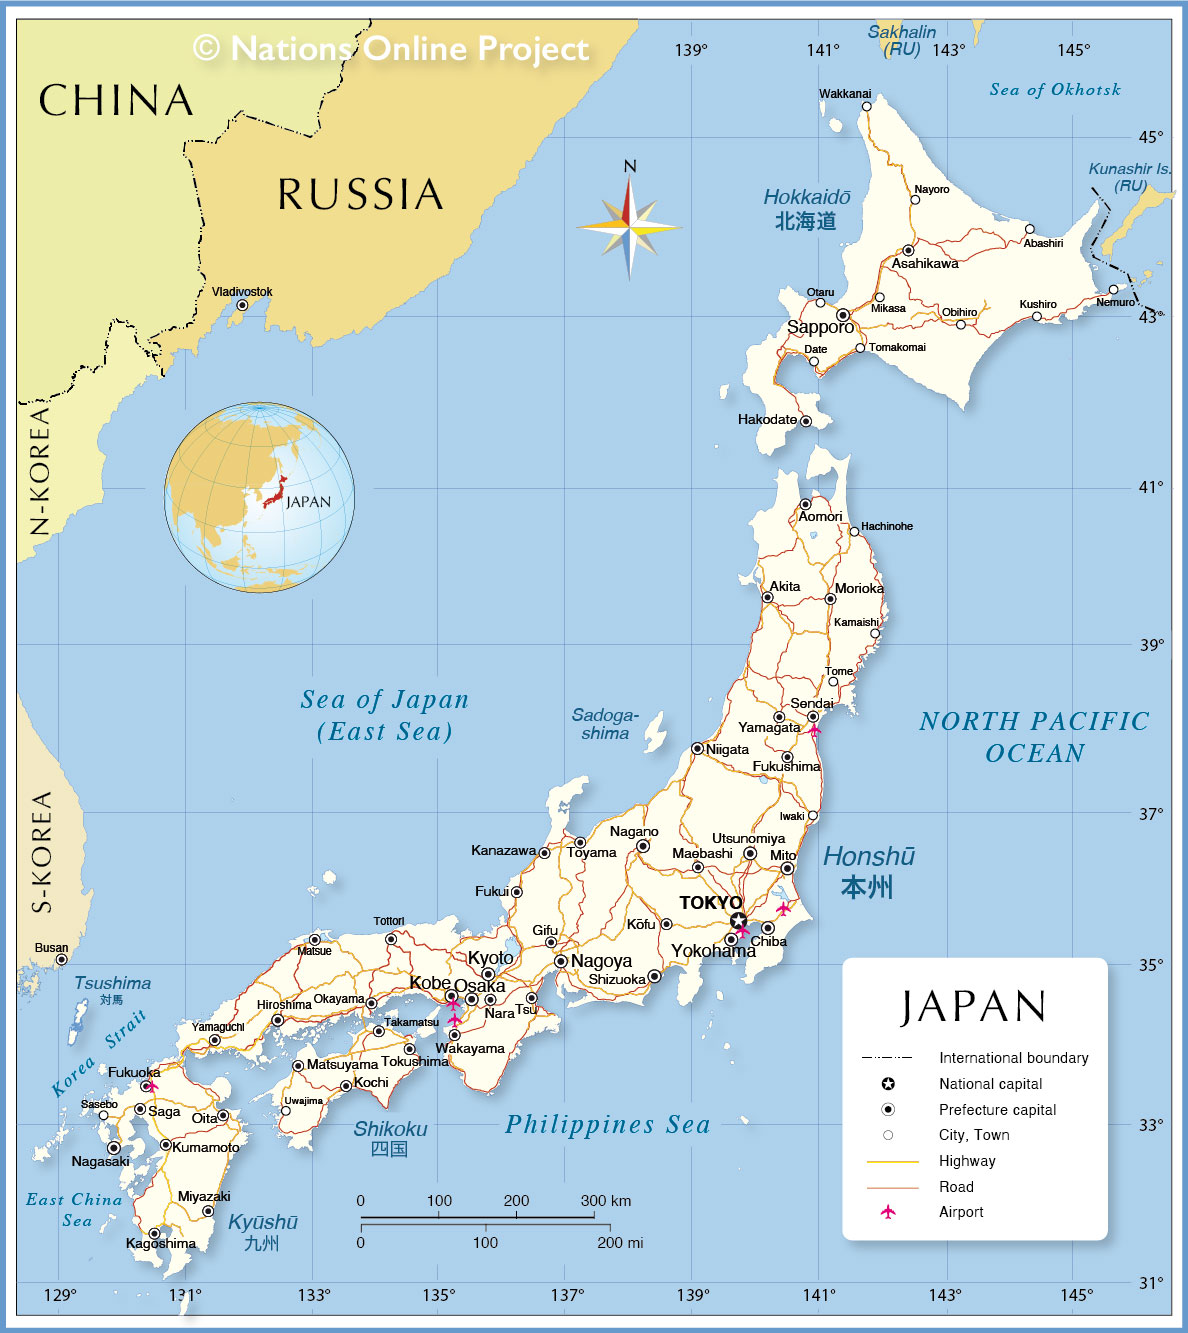 © Nations Online Project
139°
141°
143°
145°
Sakhalin
(RU)
Sea of Okhotsk
CHINA
Wakkanai
45°
RUSSIA
N
Kunashir Is.
(RU)
Hokkaidō
北海道
Nayoro
Abashiri
Asahikawa
Vladivostok
Otaru
Mikasa
Obihiro
Kushiro
Nemuro
43°
Sapporo
Date
Tomakomai
Hakodate
N-KOREA
JAPAN
41°
Aomori
Hachinohe
Akita
Morioka
Kamaishi
39°
Tome
Sea of Japan
(East Sea)
Sadoga-
shima
Sendai
Yamagata
NORTH PACIFIC
OCEAN
Niigata
Fukushima
S-KOREA
37°
Iwaki
Nagano
Utsunomiya
Kanazawa
Toyama
Maebashi
Mito
Honshū
本州
Fukui
TOKYO
Tottori
Gifu
Kōfu
Busan
Matsue
Kyoto
Nagoya
Yokohama
Chiba
35°
Tsushima
対馬
Kobe
Osaka
Shizuoka
Hiroshima
Okayama
Nara
Tsu
Korea Strait
Yamaguchi
Takamatsu
Wakayama
Fukuoka
Matsuyama
Tokushima
Kochi
Sasebo
Saga
Oita
Uwajima
Shikoku
四国
Philippines Sea
33°
Nagasaki
Kumamoto
East China
Sea
Miyazaki
Kyūshū
九州
Kagoshima
0
100
200
300 km
0
100
200 mi
JAPAN
International boundary
National capital
Prefecture capital
City, Town
Highway
Road
Airport
31°
129°
131°
133°
135°
137°
139°
141°
143°
145°